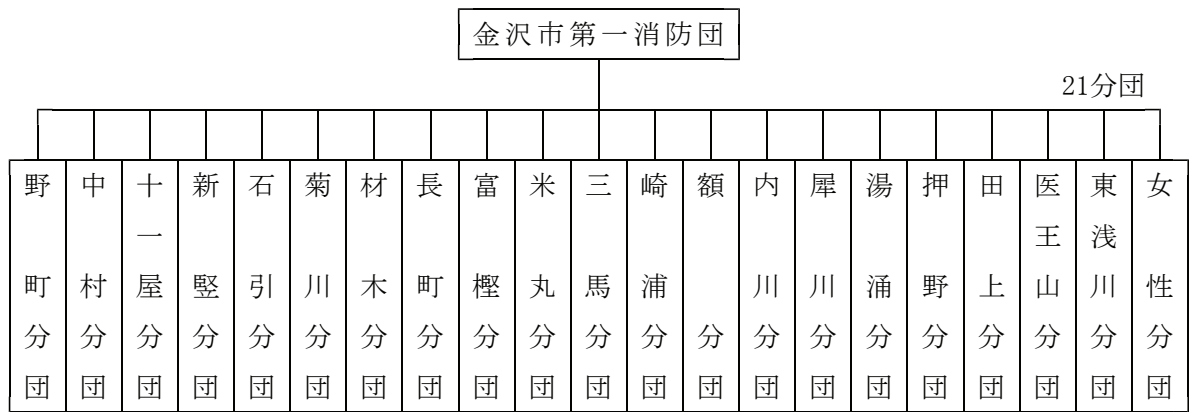 金沢市第一消防団
21分団
野町分団
中村分団
十一屋分団
新竪分団
石引分団
菊川分団
材木分団
長町分団
富樫分団
米丸分団
三馬分団
崎浦分団
額分団
内川分団
犀川分団
湯涌分団
押野分団
田上分団
医王山分団
東浅川分団
女性分団